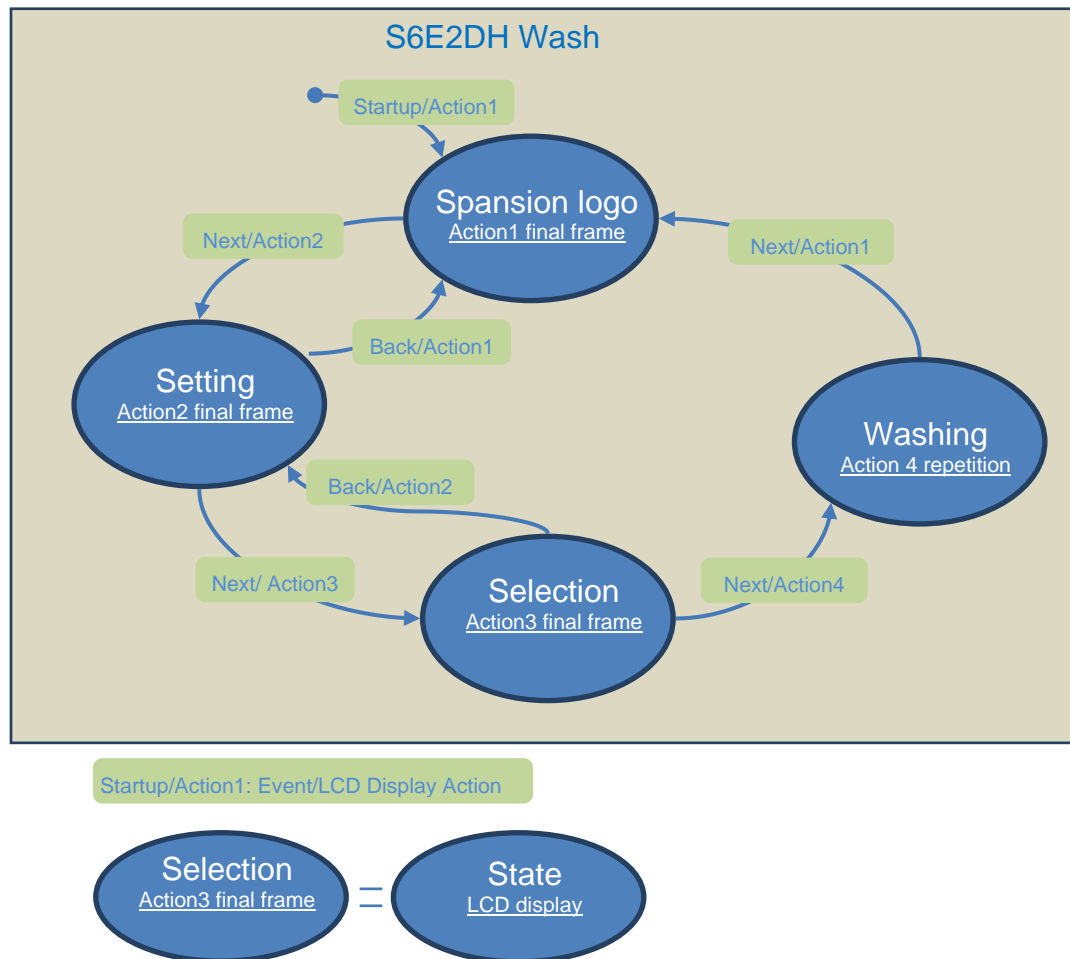 S6E2DH Wash
Startup/Action1
Spansion logo
Action1 final frame
Next/Action2
Next/Action1
Back/Action1
Setting
Action2 final frame
Washing
Action 4 repetition
Back/Action2
Next/ Action3
Selection
Action3 final frame
Next/Action4
Startup/Action1: Event/LCD Display Action
Selection
Action3 final frame
=
State
LCD display